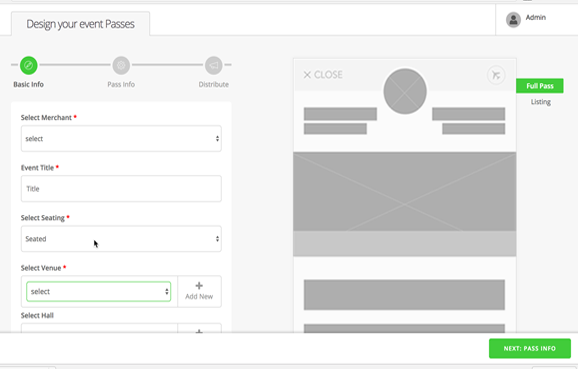 Design your event Passes
Admin
Basic Info
Pass Info
Distribute
Select Merchant *
select
Event Title *
Title
Select Seating *
Seated
Select Venue *
select
Add New
Select Hall
CLOSE
Full Pass
Listing
NEXT: PASS INFO